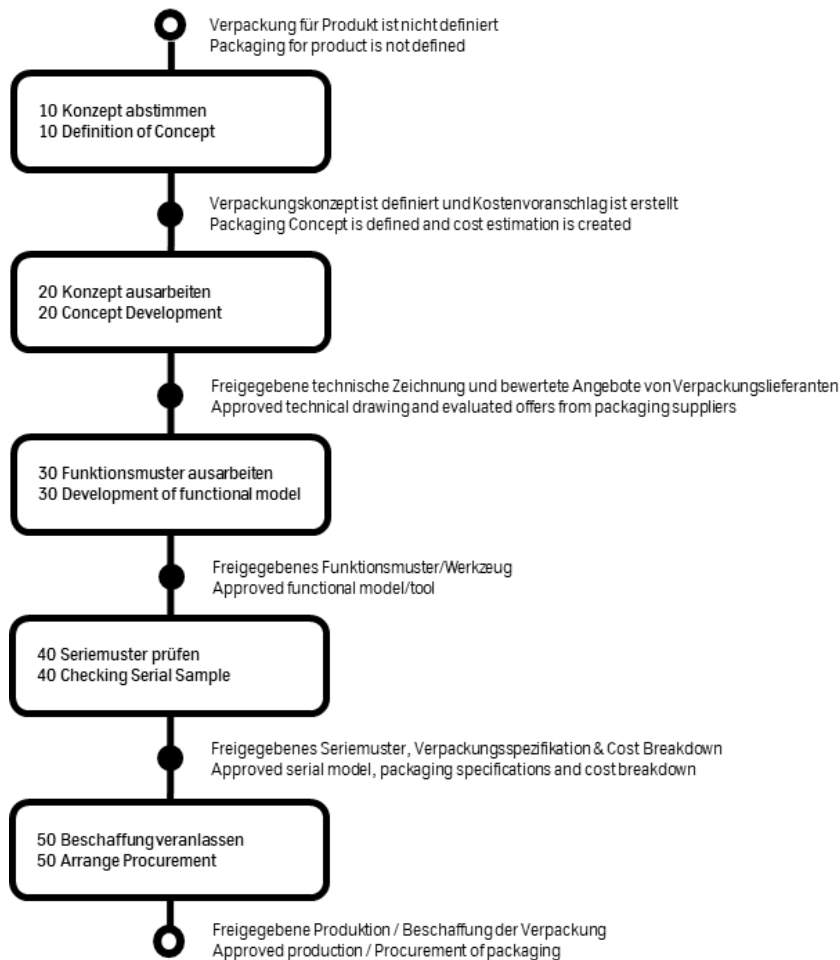 Verpackung für Produkt ist nicht definiert
Packaging for product is not defined
10 Konzept abstimmen
10 Definition of Concept
Verpackungskonzept ist definiert und Kostenvoranschlag ist erstellt
Packaging Concept is defined and cost estimation is created
20 Konzept ausarbeiten
20 Concept Development
Freigegebene technische Zeichnung und bewertete Angebote von Verpackungslieferanten
Approved technical drawing and evaluated offers from packaging suppliers
30 Funktionsmuster ausarbeiten
30 Development of functional model
Freigegebenes Funktionsmuster/Werkzeug
Approved functional model/tool
40 Seriemuster prüfen
40 Checking Serial Sample
Freigegebenes Seriemuster, Verpackungsspezifikation & Cost Breakdown
Approved serial model, packaging specifications and cost breakdown
50 Beschaffung veranlassen
50 Arrange Procurement
Freigegebene Produktion / Beschaffung der Verpackung
Approved production / Procurement of packaging